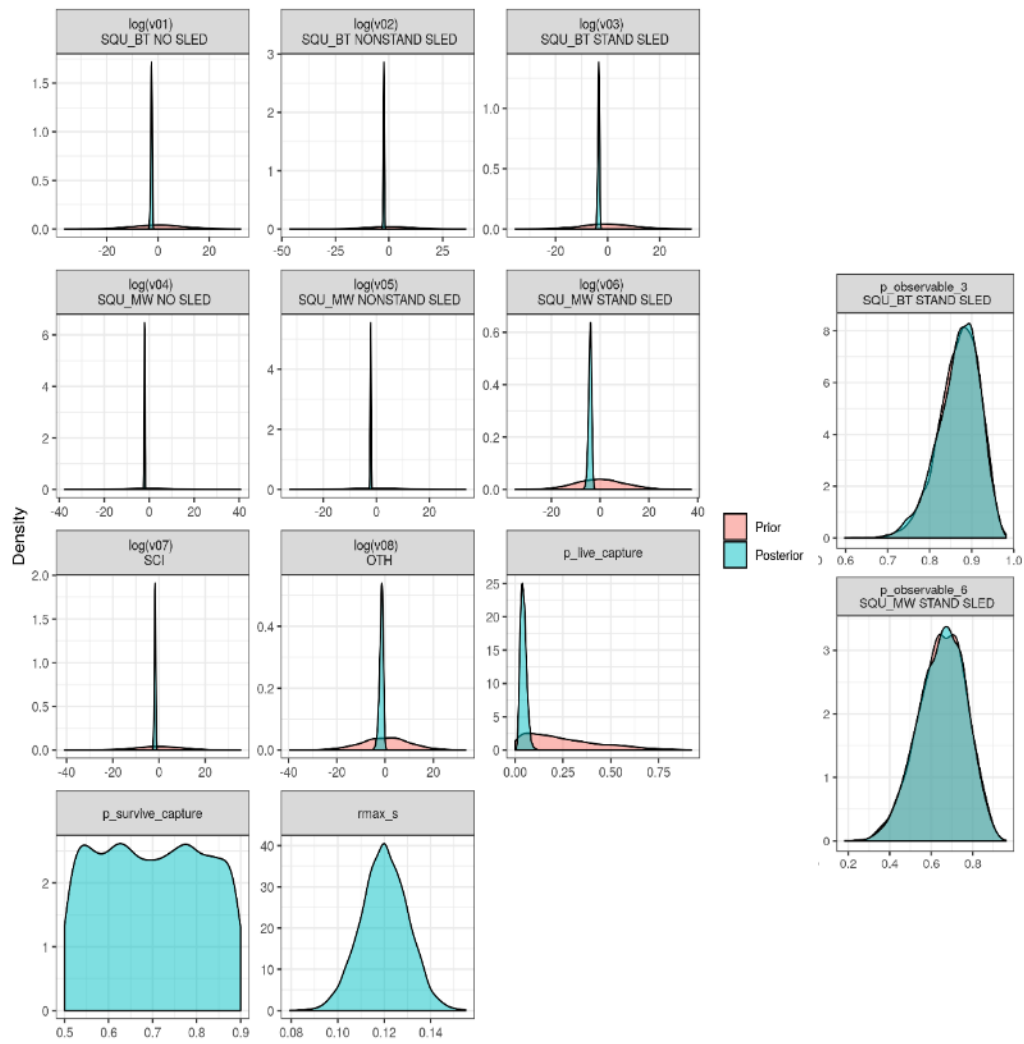 log(v01)
SQU_BT NO SLED
log(v02)
SQU_BT NONSTAND SLED
log(v03)
SQU_BT STAND SLED
3
1.5
1.0
0.5
0.0
2
1
0
1.0
0.5
0.0
-20 0 20
-50 -25 0 25
-20 0 20
log(v04)
SQU_MW NO SLED
log(v05)
SQU_MW NONSTAND SLED
log(v06)
SQU_MW STAND SLED
6
4
2
0
4
2
0
0.6
0.4
0.2
0.0
-40 -20 0 20 40
-20 0 20
-20 0 20 40
p_observable_3
SQU_BT STAND SLED
8
6
4
2
0
0.6 0.7 0.8 0.9 1.0
Density
Prior
Posterior
log(v07)
SCI
log(v08)
OTH
p_live_capture
2.0
1.5
1.0
0.5
0.0
0.4
0.2
0.0
25
20
15
10
5
0
-40 -20 0 20
-40 -20 0 20
0.00 0.25 0.50 0.75
p_observable_6
SQU_MW STAND SLED
3
2
1
0
0.2 0.4 0.6 0.8
p_survive_capture
rmax_s
2
1
0
40
30
20
10
0
0.5 0.6 0.7 0.8 0.9
0.08 0.10 0.12 0.14